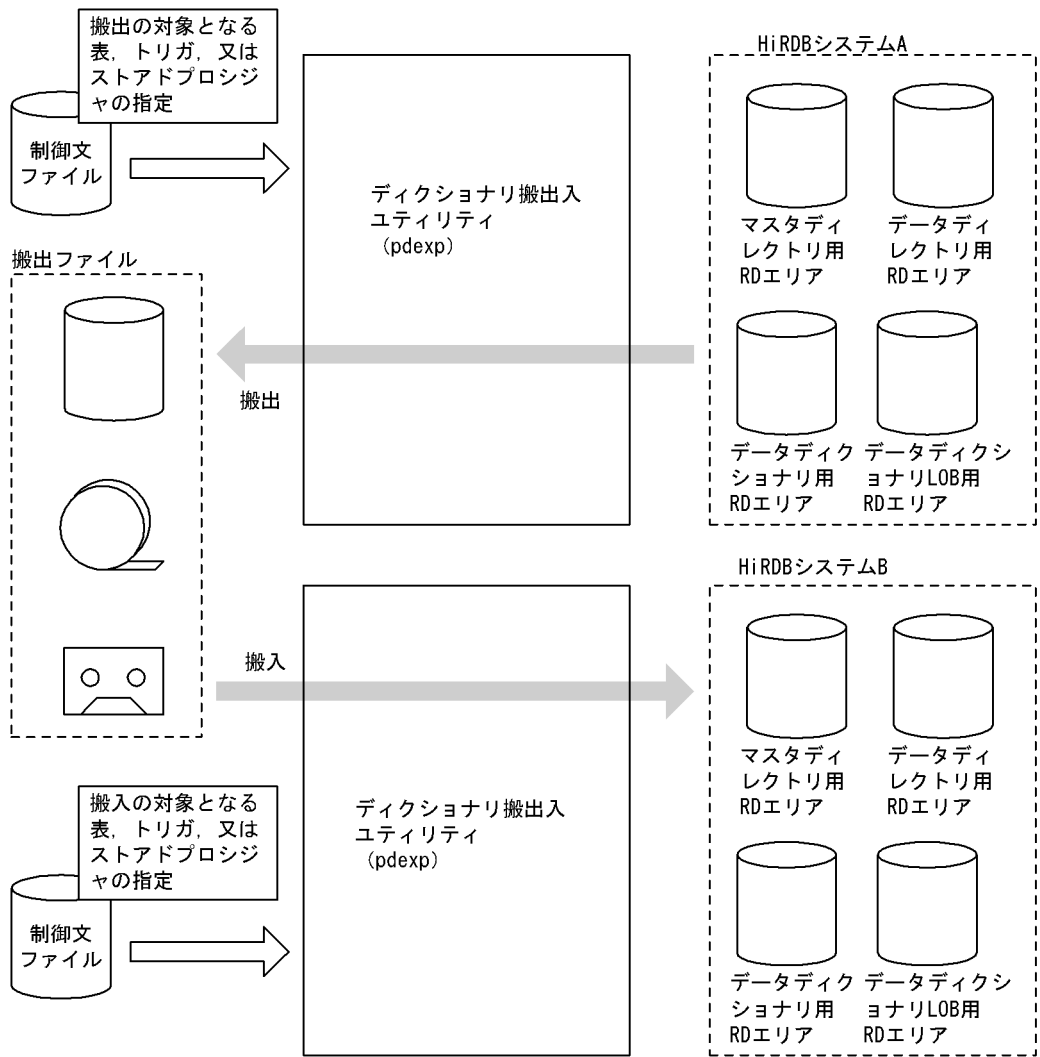 搬出の対象となる
表，トリガ，又は
ストアドプロシジ
ャの指定
制御文
ファイル
ディクショナリ搬出入
ユティリティ
（pdexp）
HiRDBシステムA
マスタディ
レクトリ用
RDエリア
データディ
レクトリ用
RDエリア
データディク
ショナリ用
RDエリア
データディクシ
ョナリLOB用
RDエリア
搬出ファイル
搬出
搬入
HiRDBシステムB
マスタディ
レクトリ用
RDエリア
データディ
レクトリ用
RDエリア
データディク
ショナリ用
RDエリア
データディクシ
ョナリLOB用
RDエリア
搬入の対象となる
表，トリガ，又は
ストアドプロシジ
ャの指定
制御文
ファイル
ディクショナリ搬出入
ユティリティ
（pdexp）